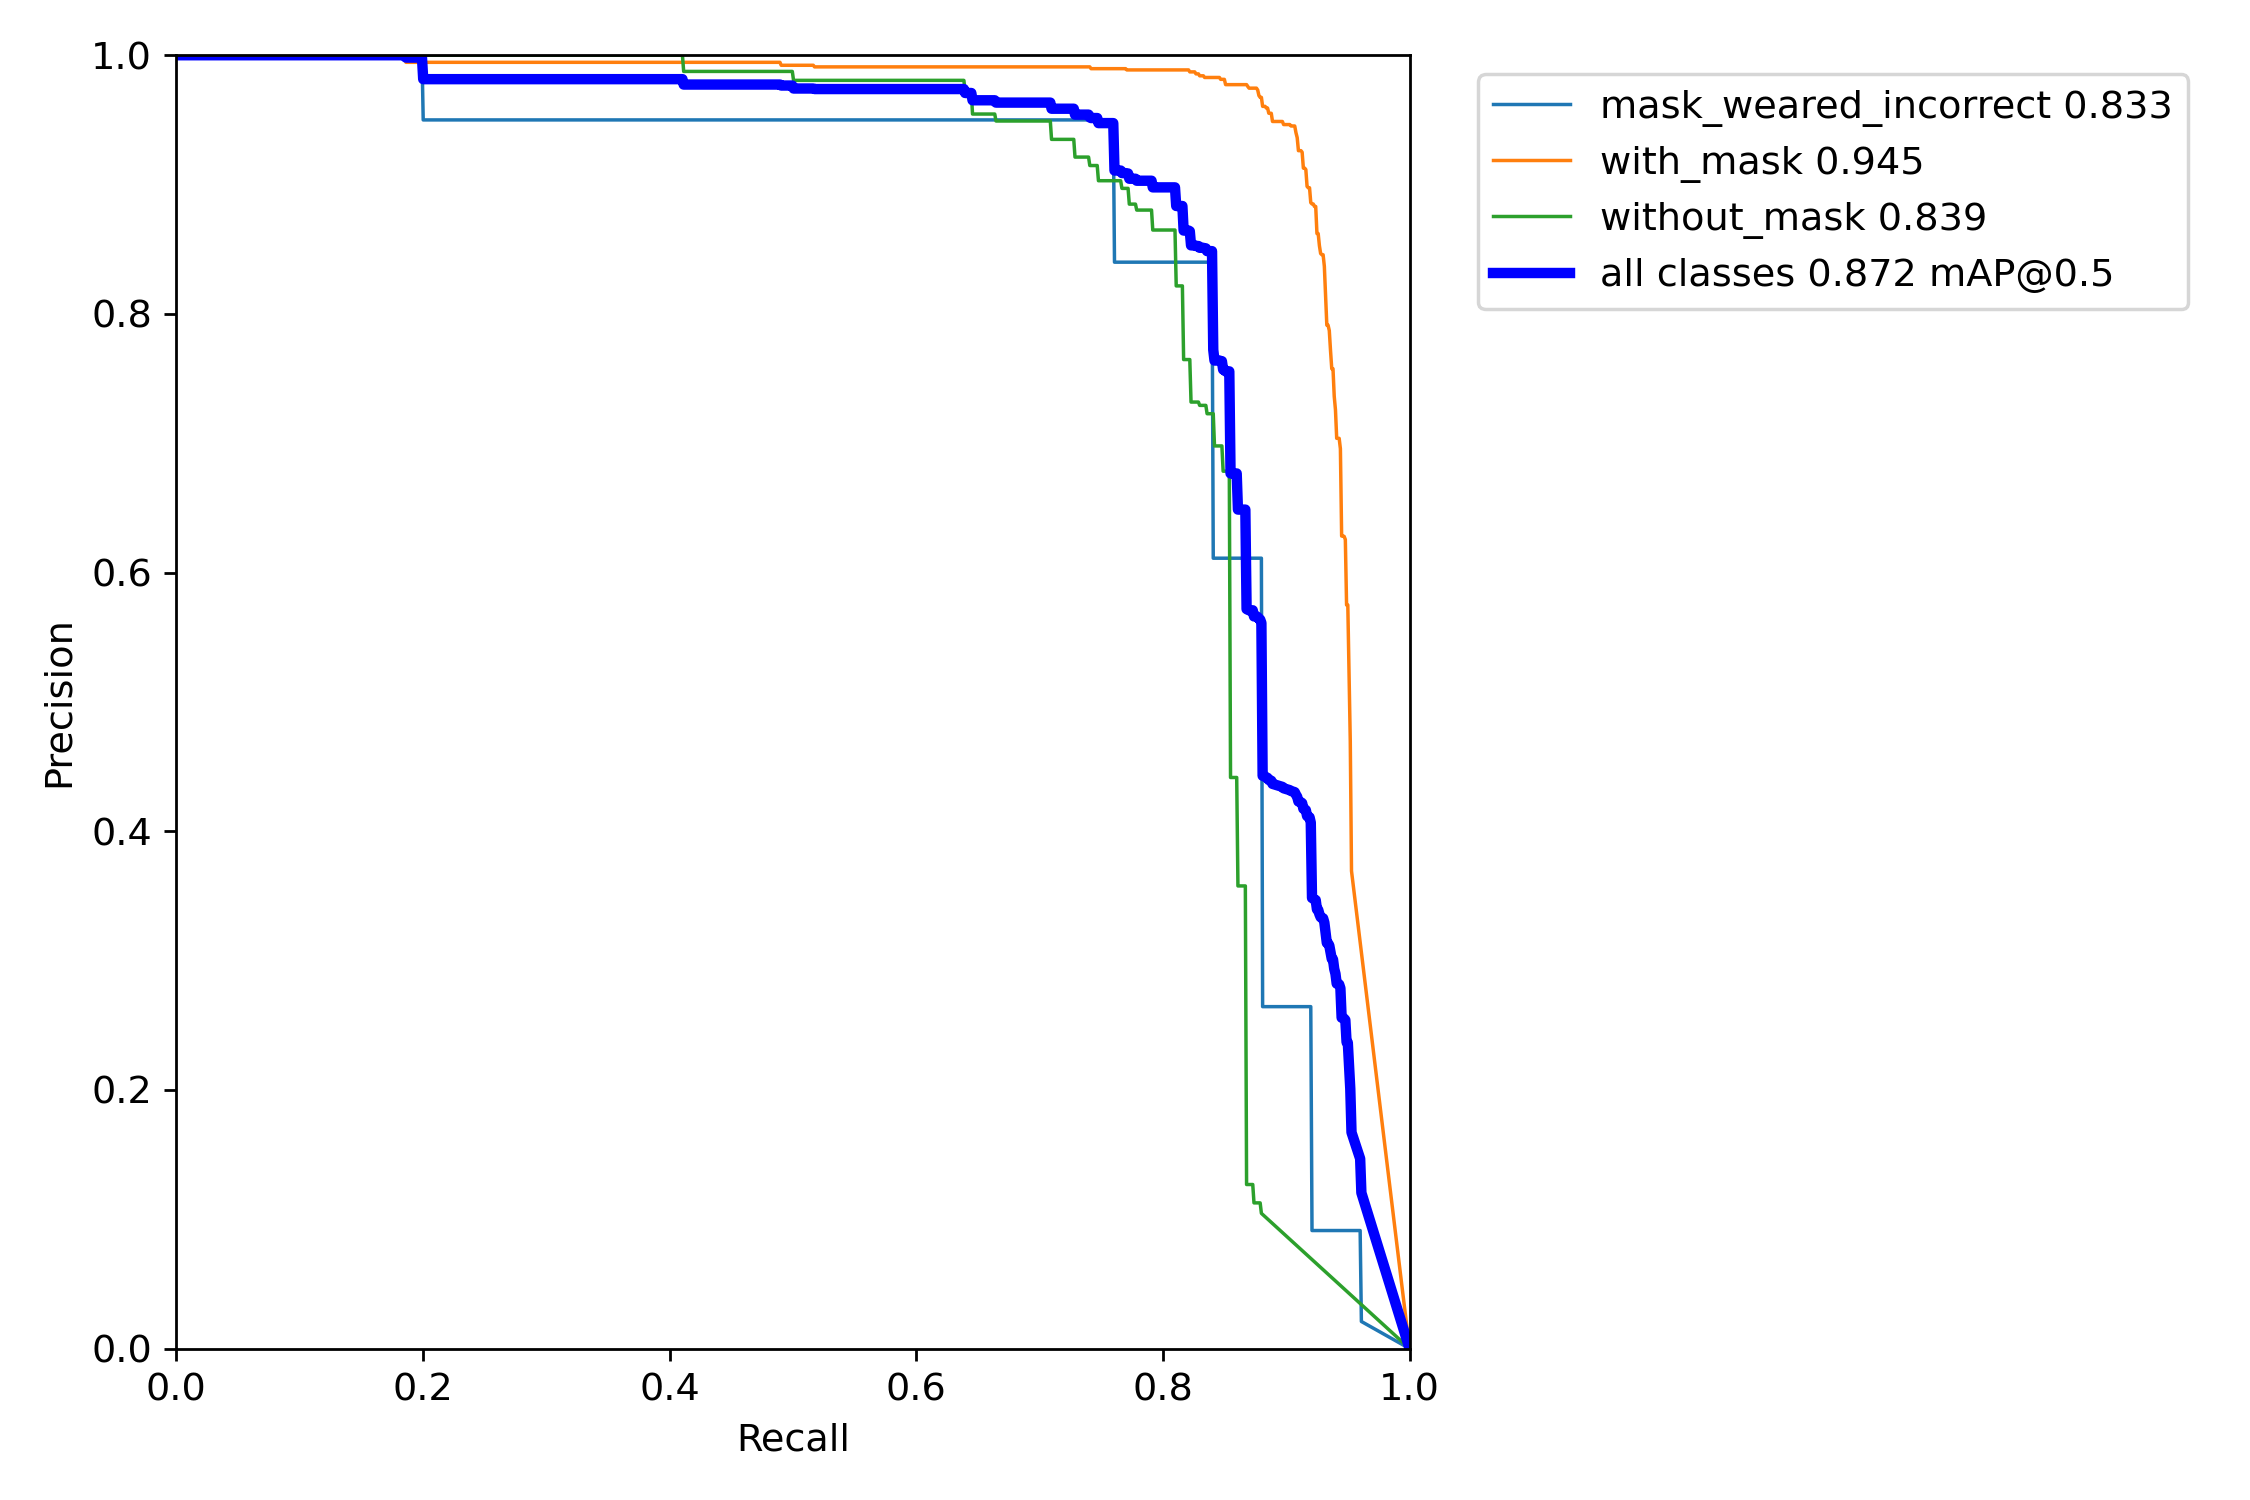 1.0
0.8
0.6
0.4
0.2
0.0
0.0 0.2 0.4 0.6 0.8 1.0
Precision
Recall
mask_weared_incorrect 0.833
with_mask 0.945
without_mask 0.839
all classes 0.872 mAP@0.5